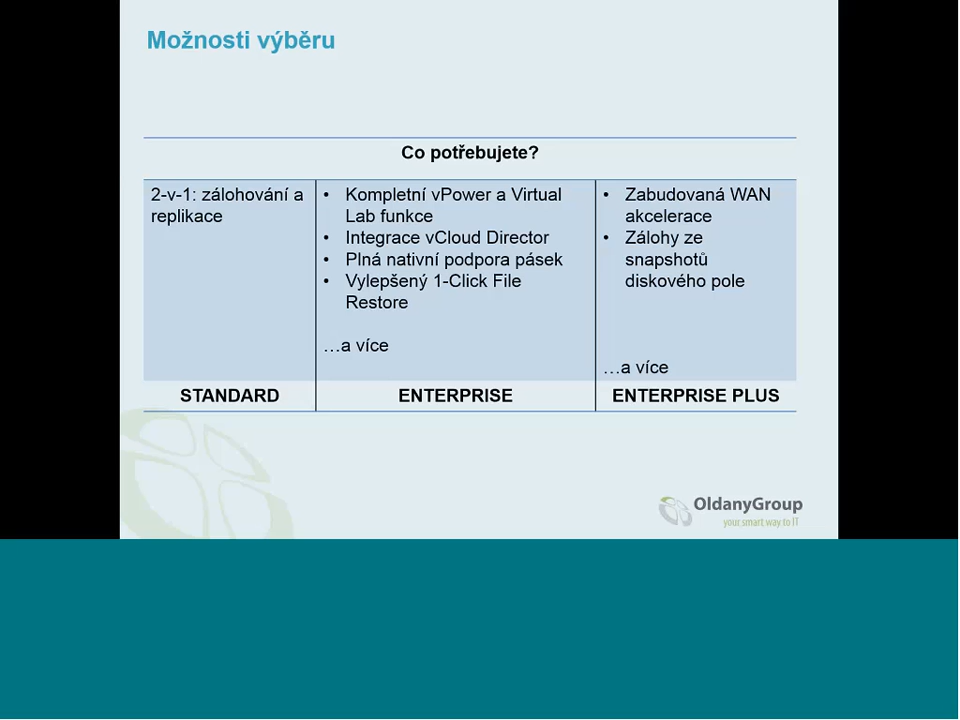 Možnosti výběru
Co potřebujete?
2-v-1: zálohování a
replikace
• Kompletní vPower a Virtual
Lab funkce
• Integrace vCloud Director
• Plná nativní podpora pásek
• Vylepšený 1-Click File
Restore
…a více
• Zabudovaná WAN
akcelerace
• Zálohy ze
snapshotů
diskového pole
…a více
STANDARD
ENTERPRISE
ENTERPRISE PLUS
OldanyGroup
your smart way to IT